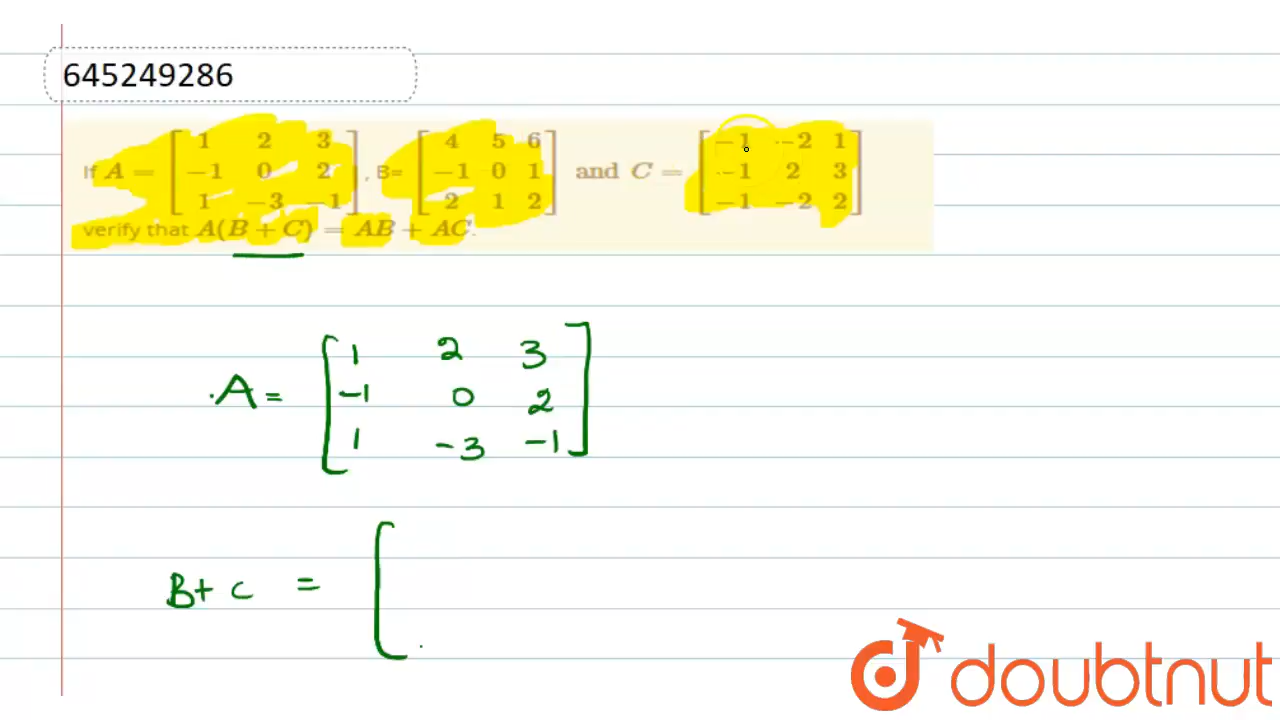 645249286
If A = [ 1 2 3 ] , B= [ 4 5 6 ] and C = [ −1 −2 1 ]
−1 0 2 −1 0 1 −1 2 3
1 −3 −1 2 1 2 −1 −2 2
verify that A(B + C) = AB + AC.
A = [ 1 2 3 ]
-1 0 2
1 -3 -1
B+ C = [
doubtnut